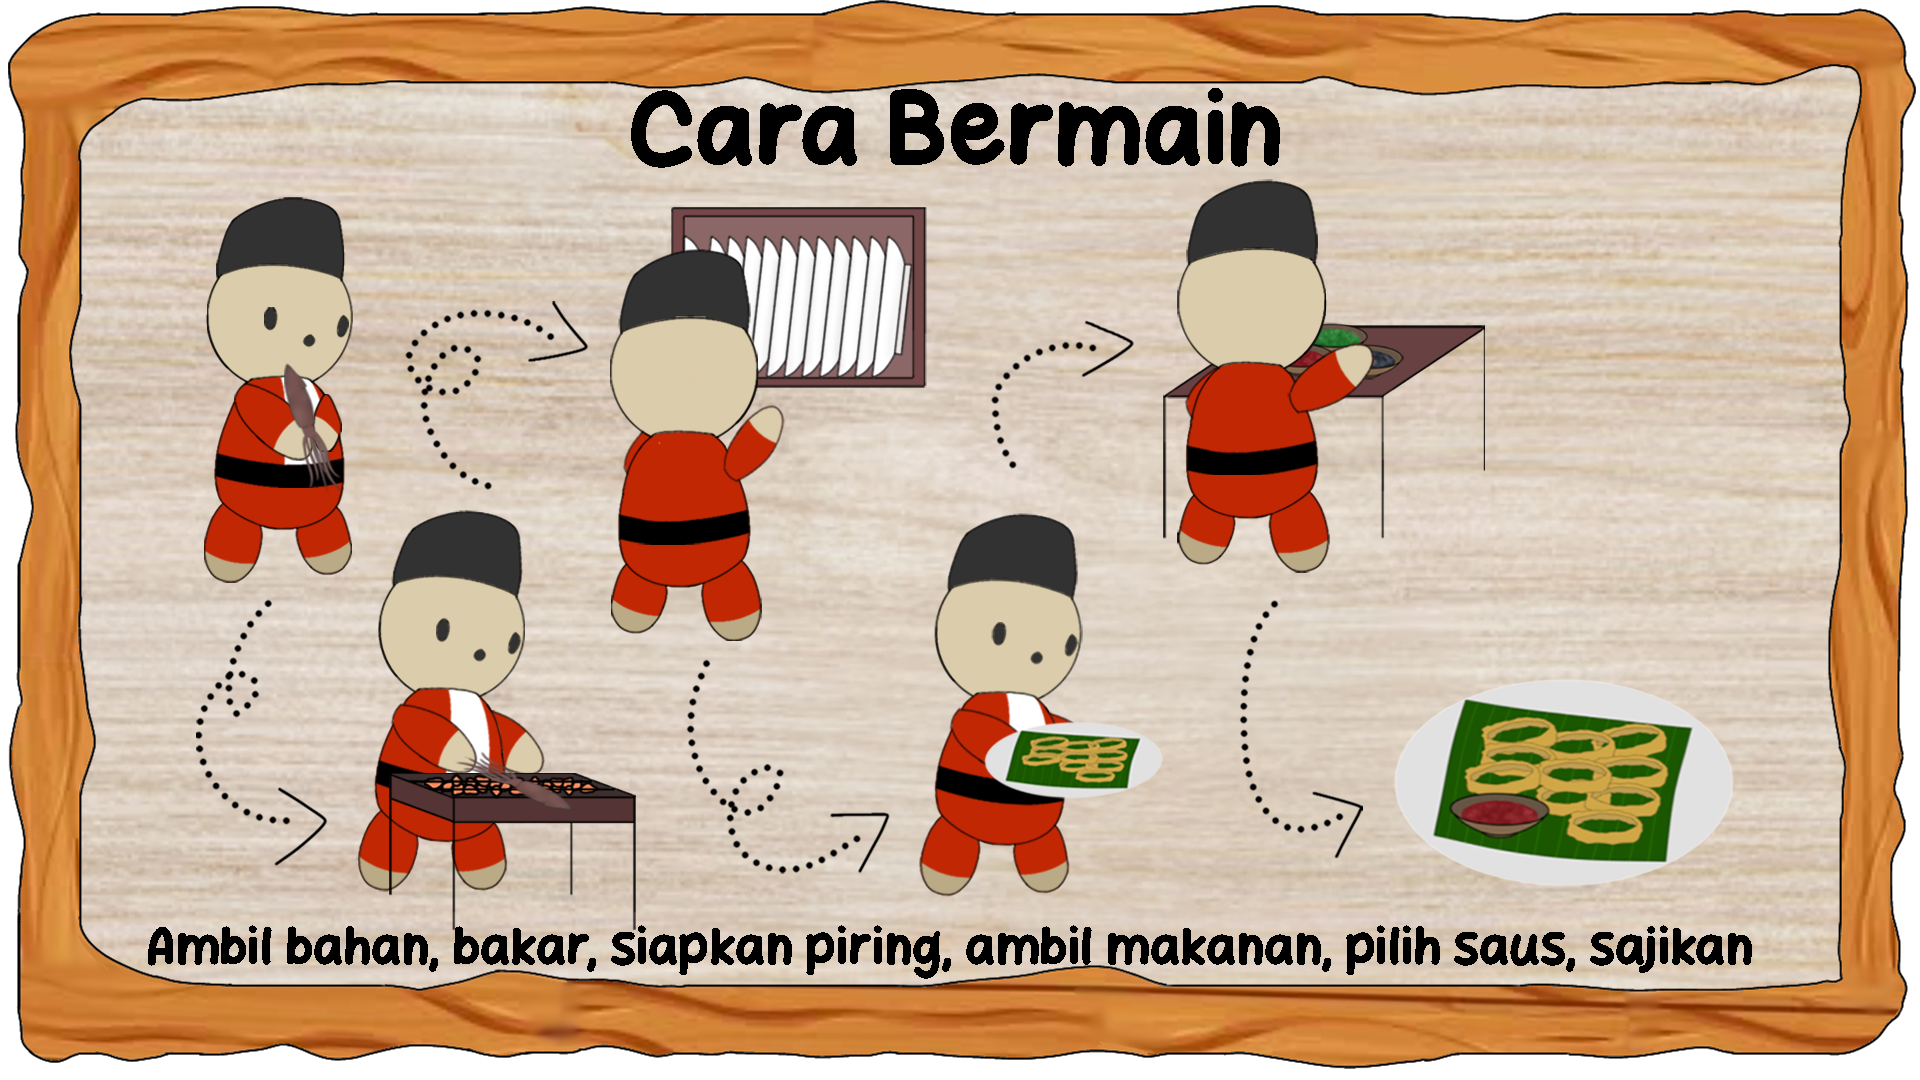 Cara Bermain
Ambil bahan, bakar, siapkan piring, ambil makanan, pilih saus, sajikan